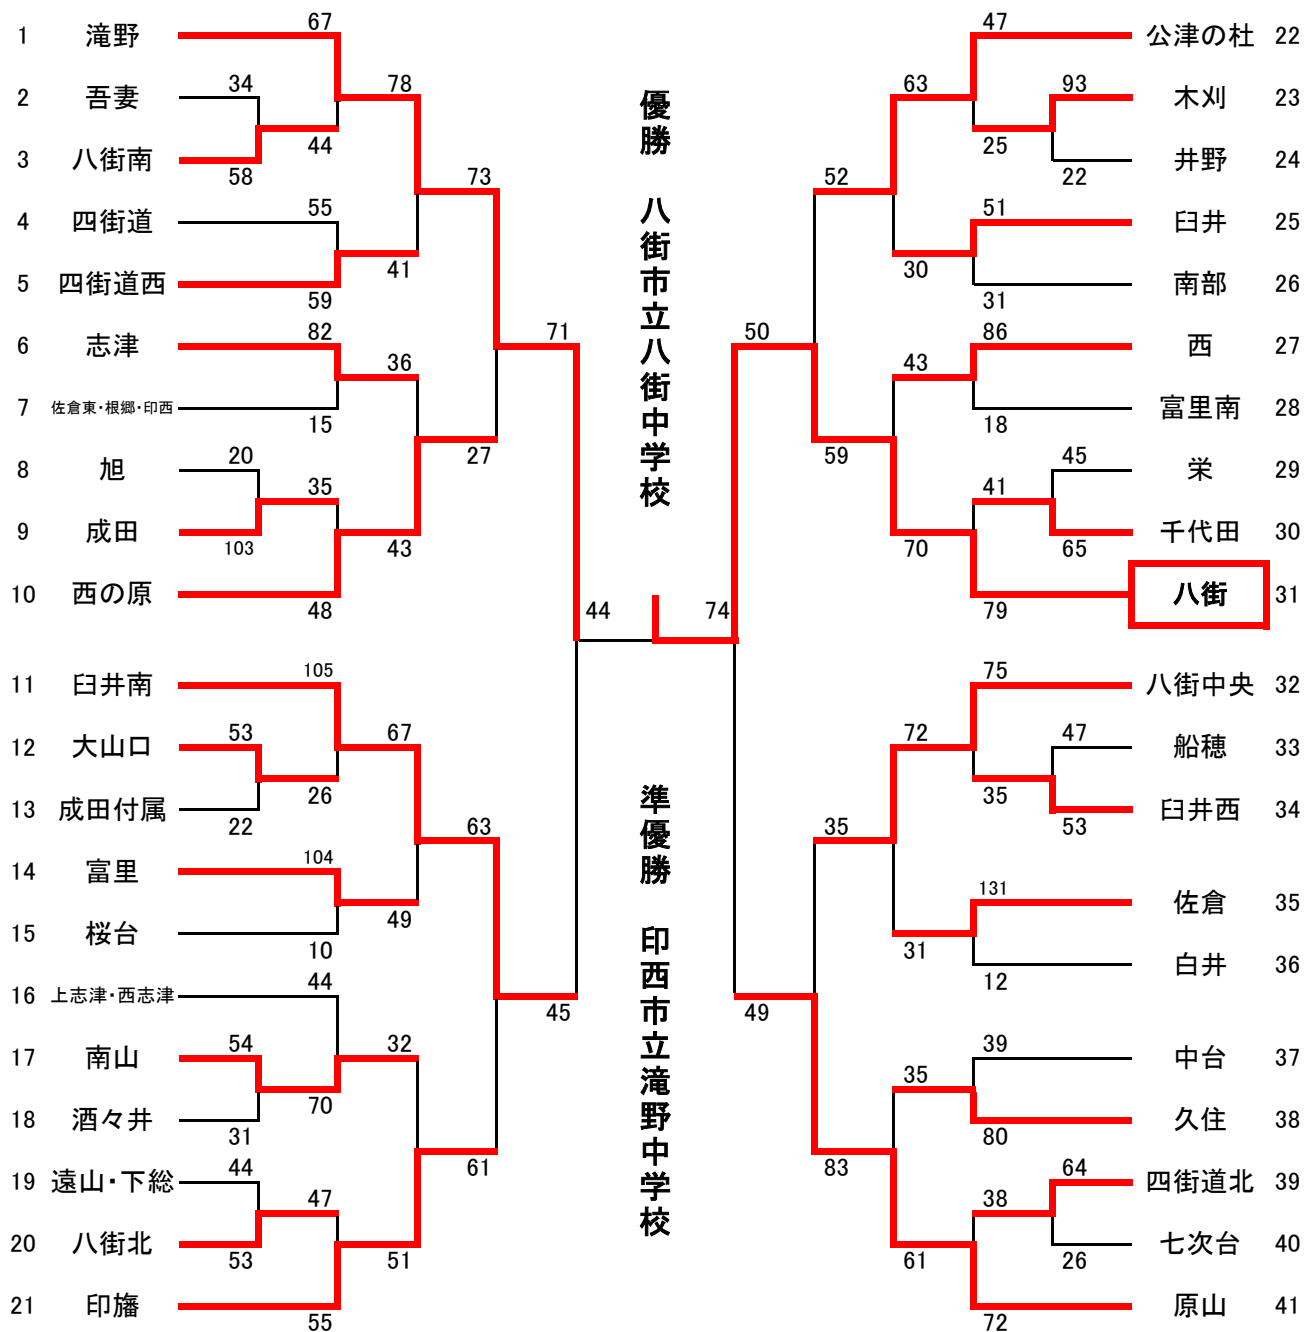 1 滝野 67
2 吾妻 34 78
3 八街南 58 44
4 四街道 55 73
5 四街道西 59 41
6 志津 82 71
7 佐倉東・根郷・印西 15 36
8 旭 20 27
9 成田 103 35 43
10 西の原 48
44
11 臼井南 105
12 大山口 53 67
13 成田付属 22 26
14 富里 104 63
15 桜台 10 49
16 上志津・西志津 44 45
17 南山 54 32
18 酒々井 31 70
19 遠山・下総 44 61
20 八街北 53 47 51
21 印旛 55
優勝 八街市立八街中学校
準優勝 印西市立滝野中学校
47 公津の杜 22
63 93 木刈 23
25 22 井野 24
52 51 臼井 25
30 31 南部 26
50 86 西 27
43 18 富里南 28
59 45 栄 29
70 41 65 千代田 30
74 79 八街 31
75 八街中央 32
72 47 船穂 33
35 53 臼井西 34
35 131 佐倉 35
31 12 白井 36
49 39 中台 37
35 80 久住 38
83 64 四街道北 39
61 38 26 七次台 40
72 原山 41